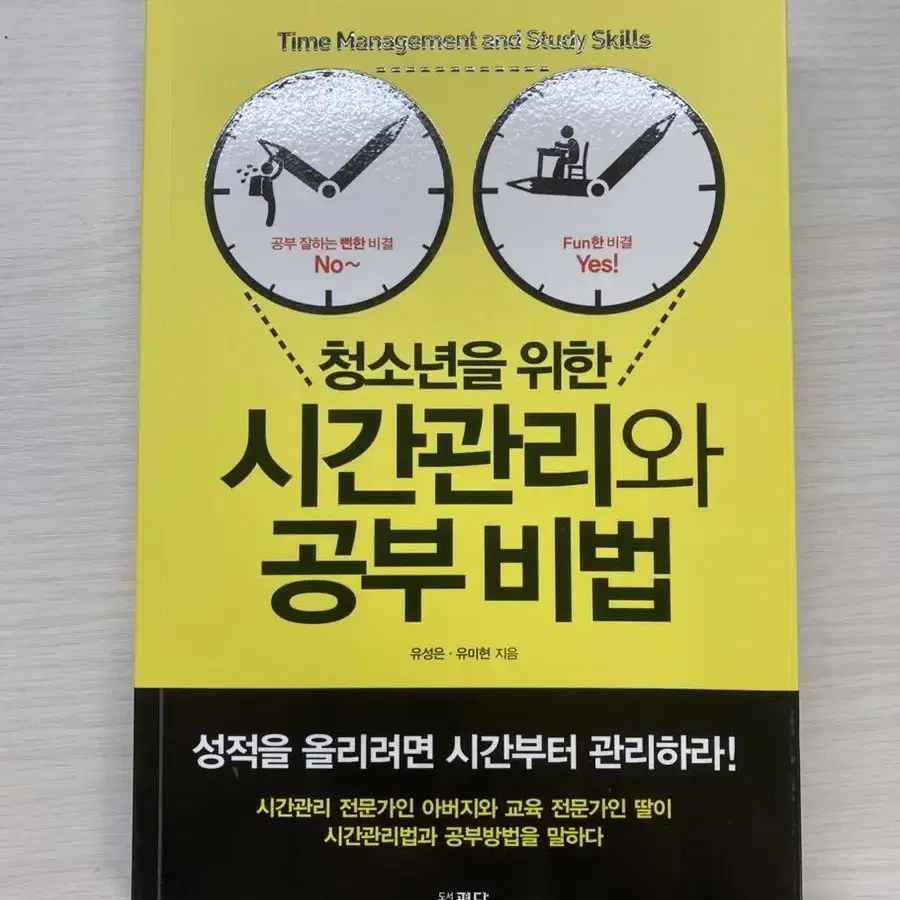 Time Management and Study Skills
공부 잘하는 뻔한 비결
No~
Fun한 비결
Yes!
청소년을 위한
시간관리와
공부 비법
유성은 · 유미현 지음
성적을 올리려면 시간부터 관리하라!
시간관리 전문가인 아버지와 교육 전문가인 딸이
시간관리법과 공부방법을 말하다
도서